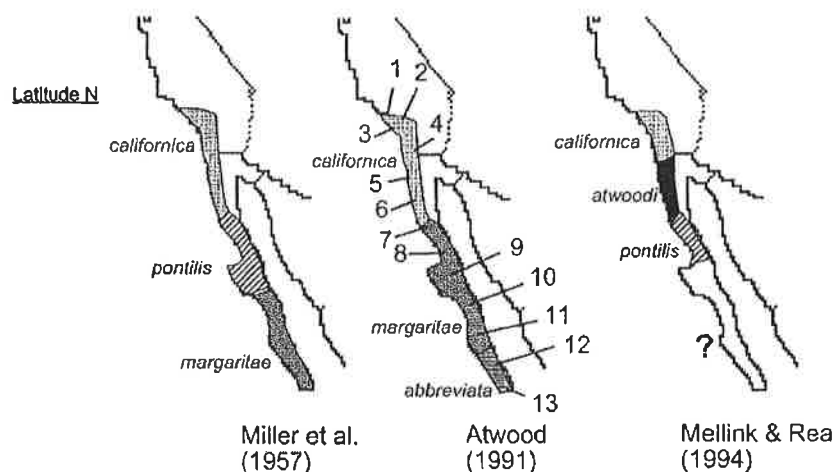 Latitude N
californica
pontilis
margaritae
Miller et al.
(1957)
1
2
3
4
californica
5
6
7
8
9
10
margaritae
11
12
abbreviata
13
Atwood
(1991)
californica
atwoodi
pontilis
?
Mellink & Rea
(1994)